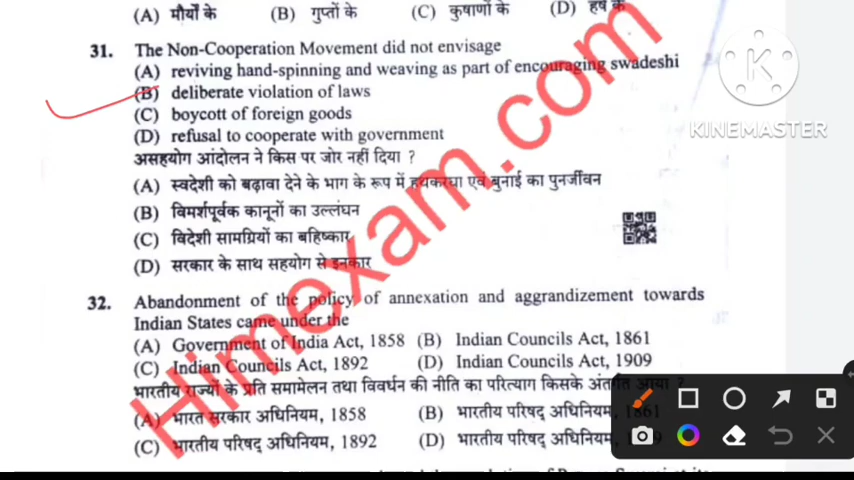 (A) मौर्यों के (B) गुप्तों के (C) कुषाणों के (D) हर्ष के
31. The Non-Cooperation Movement did not envisage
(A) reviving hand-spinning and weaving as part of encouraging swadeshi
(B) deliberate violation of laws
(C) boycott of foreign goods
(D) refusal to cooperate with government
असहयोग आंदोलन ने किस पर जोर नहीं दिया ?
(A) स्वदेशी को बढ़ावा देने के भाग के रूप में हथकरघा एवं बुनाई का पुनर्जीवन
(B) विमर्शपूर्वक कानूनों का उल्लंघन
(C) विदेशी सामग्रियों का बहिष्कार
(D) सरकार के साथ सहयोग से इनकार
32. Abandonment of the policy of annexation and aggrandizement towards
Indian States came under the
(A) Government of India Act, 1858 (B) Indian Councils Act, 1861
(C) Indian Councils Act, 1892 (D) Indian Councils Act, 1909
भारतीय राज्यों के प्रति समामेलन तथा विवर्धन की नीति का परित्याग किसके अंतर्गत आया ?
(A) भारत सरकार अधिनियम, 1858 (B) भारतीय परिषद् अधिनियम, 1861
(C) भारतीय परिषद् अधिनियम, 1892 (D) भारतीय परिषद् अधिनियम,
Himexam.com
KINEMASTER